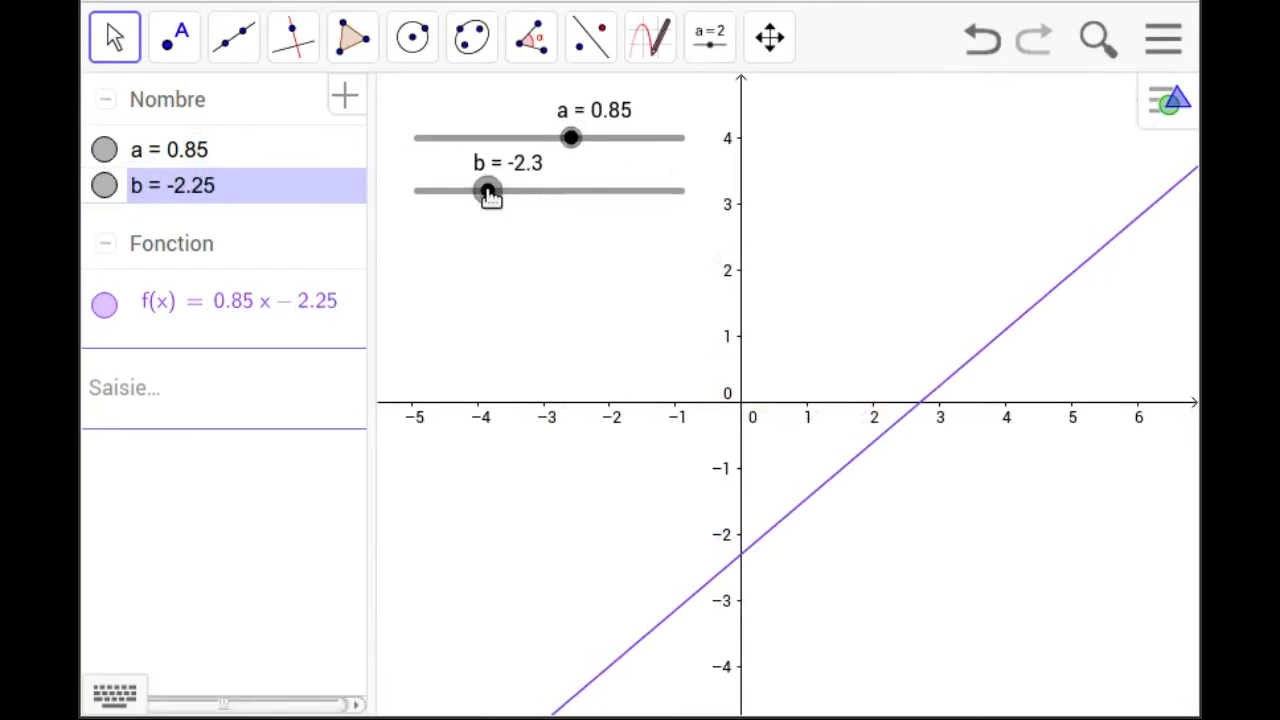 A
α
a = 2
Nombre
a = 0.85
b = -2.25
Fonction
f(x) = 0.85 x − 2.25
Saisie…
a = 0.85
b = -2.3
4
3
2
1
0
−5 −4 −3 −2 −1 0 1 2 3 4 5 6
−1
−2
−3
−4